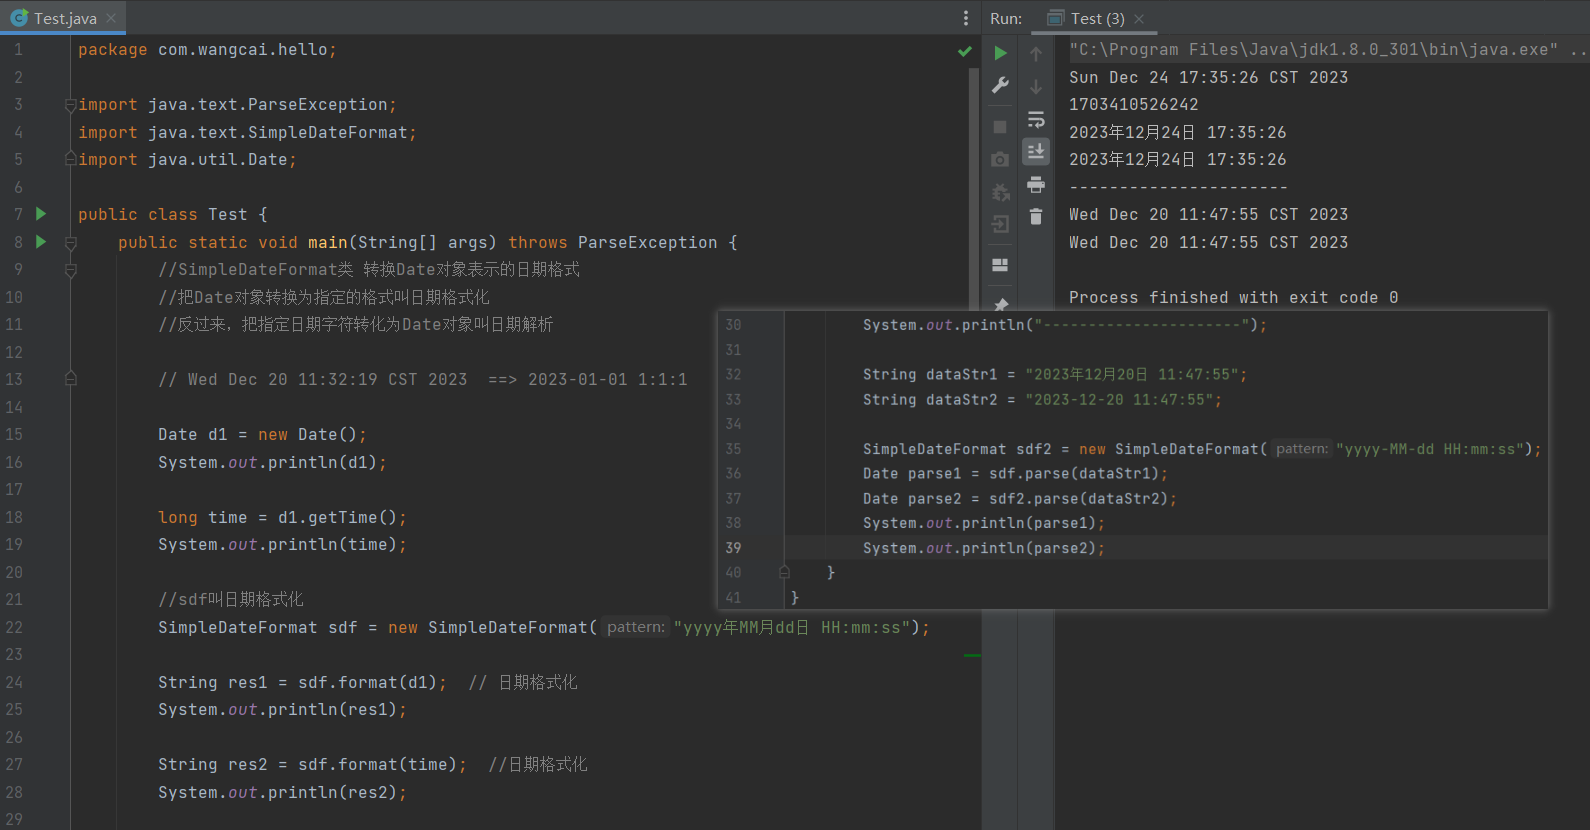 Test.java
1 package com.wangcai.hello;
2
3 import java.text.ParseException;
4 import java.text.SimpleDateFormat;
5 import java.util.Date;
6
7 public class Test {
8 public static void main(String[] args) throws ParseException {
9 //SimpleDateFormat类 转换Date对象表示的日期格式
10 //把Date对象转换为指定的格式叫日期格式化
11 //反过来，把指定日期字符转化为Date对象叫日期解析
12
13 // Wed Dec 20 11:32:19 CST 2023  ==> 2023-01-01 1:1:1
14
15 Date d1 = new Date();
16 System.out.println(d1);
17
18 long time = d1.getTime();
19 System.out.println(time);
20
21 //sdf叫日期格式化
22 SimpleDateFormat sdf = new SimpleDateFormat( pattern: "yyyy年MM月dd日 HH:mm:ss");
23
24 String res1 = sdf.format(d1);  // 日期格式化
25 System.out.println(res1);
26
27 String res2 = sdf.format(time);  //日期格式化
28 System.out.println(res2);
29
30 System.out.println("----------------------");
31
32 String dataStr1 = "2023年12月20日 11:47:55";
33 String dataStr2 = "2023-12-20 11:47:55";
34
35 SimpleDateFormat sdf2 = new SimpleDateFormat( pattern: "yyyy-MM-dd HH:mm:ss");
36 Date parse1 = sdf.parse(dataStr1);
37 Date parse2 = sdf2.parse(dataStr2);
38 System.out.println(parse1);
39 System.out.println(parse2);
40 }
41 }
Run: Test (3)
"C:\Program Files\Java\jdk1.8.0_301\bin\java.exe" ..
Sun Dec 24 17:35:26 CST 2023
1703410526242
2023年12月24日 17:35:26
2023年12月24日 17:35:26
----------------------
Wed Dec 20 11:47:55 CST 2023
Wed Dec 20 11:47:55 CST 2023
Process finished with exit code 0